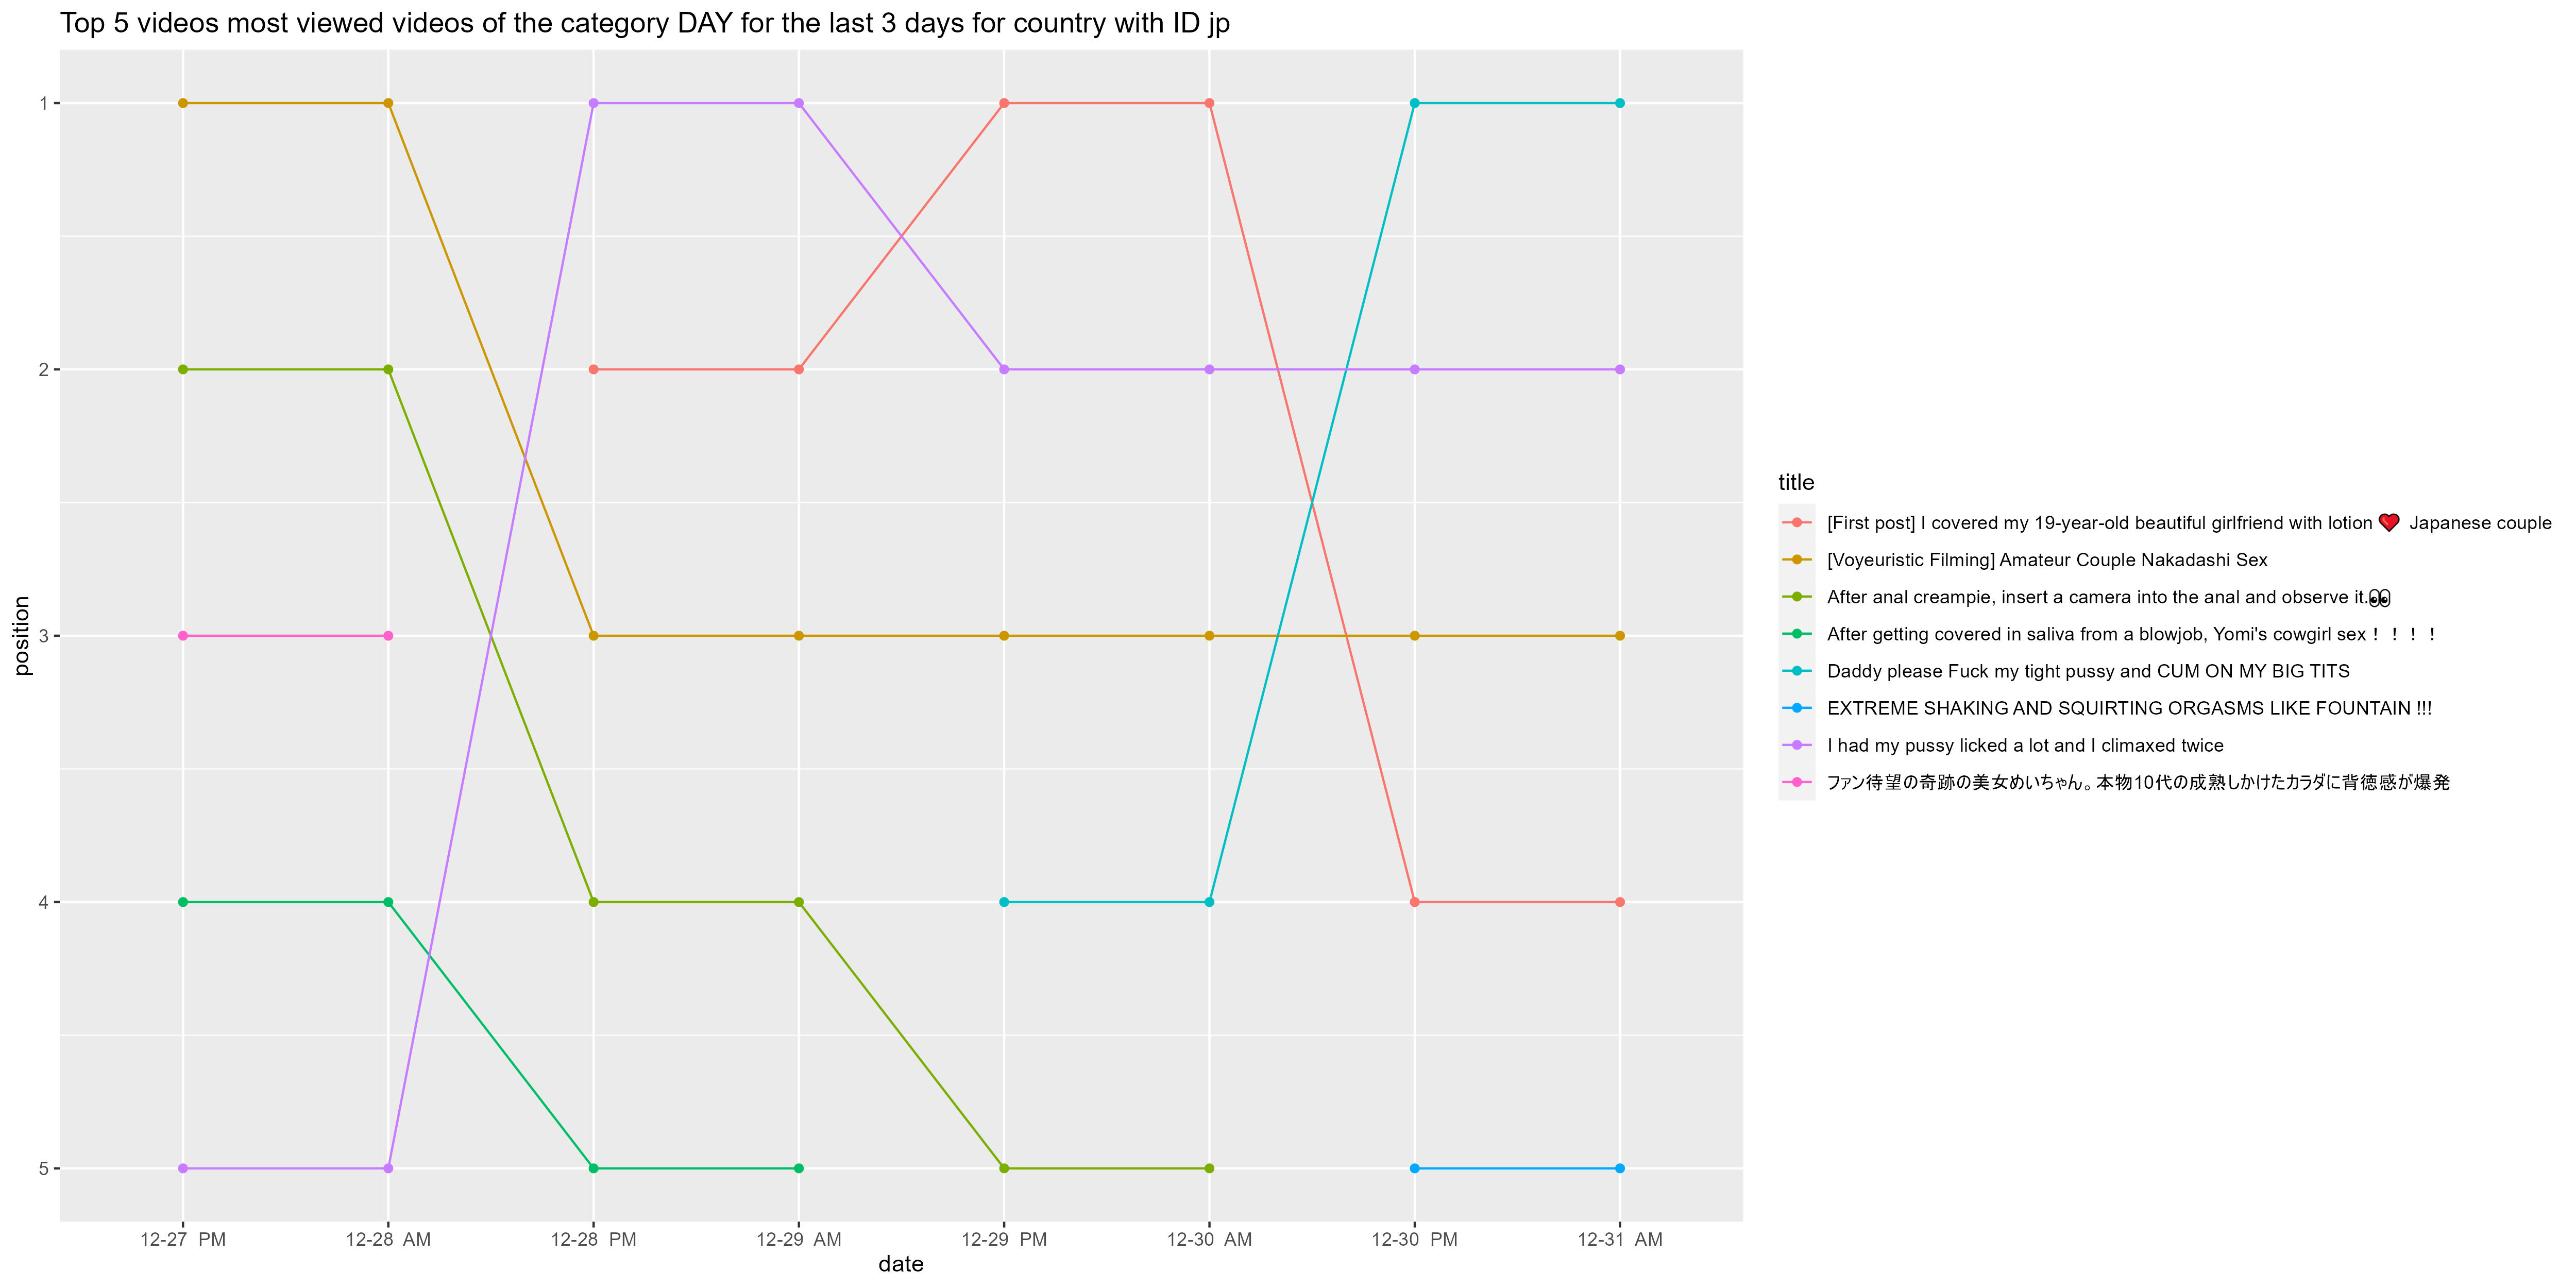 Top 5 videos most viewed videos of the category DAY for the last 3 days for country with ID jp
position
1
2
3
4
5
12-27 PM
12-28 AM
12-28 PM
12-29 AM
12-29 PM
12-30 AM
12-30 PM
12-31 AM
date
title
[First post] I covered my 19-year-old beautiful girlfriend with lotion ❤️ Japanese couple
[Voyeuristic Filming] Amateur Couple Nakadashi Sex
After anal creampie, insert a camera into the anal and observe it.👀
After getting covered in saliva from a blowjob, Yomi's cowgirl sex！！！！
Daddy please Fuck my tight pussy and CUM ON MY BIG TITS
EXTREME SHAKING AND SQUIRTING ORGASMS LIKE FOUNTAIN !!!
I had my pussy licked a lot and I climaxed twice
ファン待望の奇跡の美女めいちゃん。本物10代の成熟しかけたカラダに背徳感が爆発